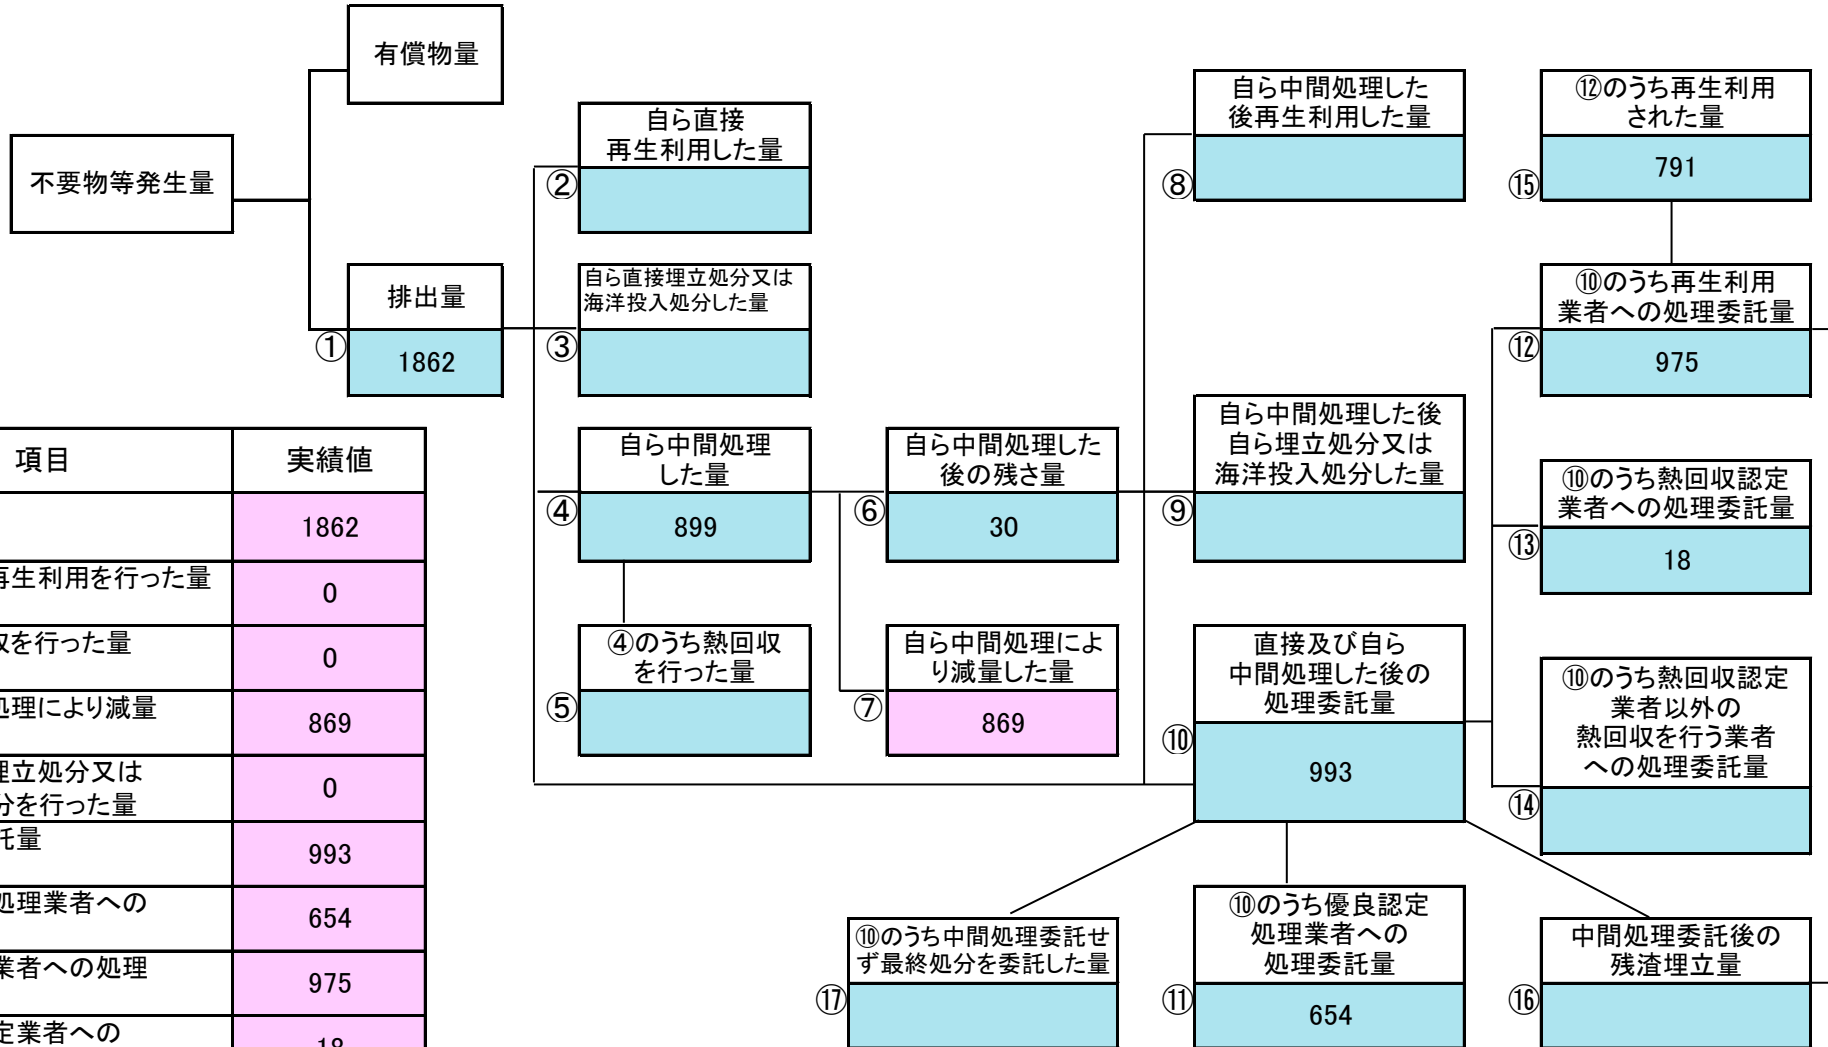 有償物量
不要物等発生量
排出量
①
1862
自ら直接
再生利用した量
②
自ら直接埋立処分又は
海洋投入処分した量
③
自ら中間処理
した量
④
899
④のうち熱回収
を行った量
⑤
自ら中間処理した
後の残さ量
⑥
30
自ら中間処理によ
り減量した量
⑦
869
自ら中間処理した
後再生利用した量
⑧
自ら中間処理した後
自ら埋立処分又は
海洋投入処分した量
⑨
直接及び自ら
中間処理した後の
処理委託量
⑩
993
⑩のうち優良認定
処理業者への
処理委託量
⑪
654
⑩のうち中間処理委託せ
ず最終処分を委託した量
⑰
⑫のうち再生利用
された量
⑮
791
⑩のうち再生利用
業者への処理委託量
⑫
975
⑩のうち熱回収認定
業者への処理委託量
⑬
18
⑩のうち熱回収認定
業者以外の
熱回収を行う業者
への処理委託量
⑭
中間処理委託後の
残渣埋立量
⑯
項目 実績値
1862
再生利用を行った量
0
を行った量
0
処理により減量
869
埋立処分又は
分を行った量
0
託量
993
処理業者への
654
業者への処理
975
定業者への
18